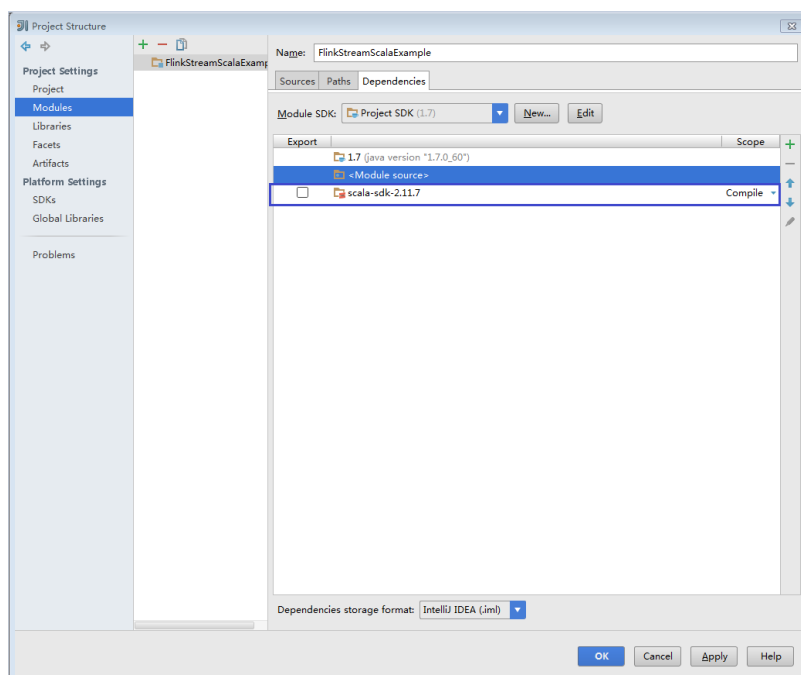 Project Structure
Project Settings
Project
Modules
Libraries
Facets
Artifacts
Platform Settings
SDKs
Global Libraries
Problems
FlinkStreamScalaExamp
Name: FlinkStreamScalaExample
Sources Paths Dependencies
Module SDK: Project SDK (1.7) New... Edit
Export Scope
1.7 (java version "1.7.0_60")
<Module source>
scala-sdk-2.11.7 Compile
Dependencies storage format: IntelliJ IDEA (.iml)
OK Cancel Apply Help